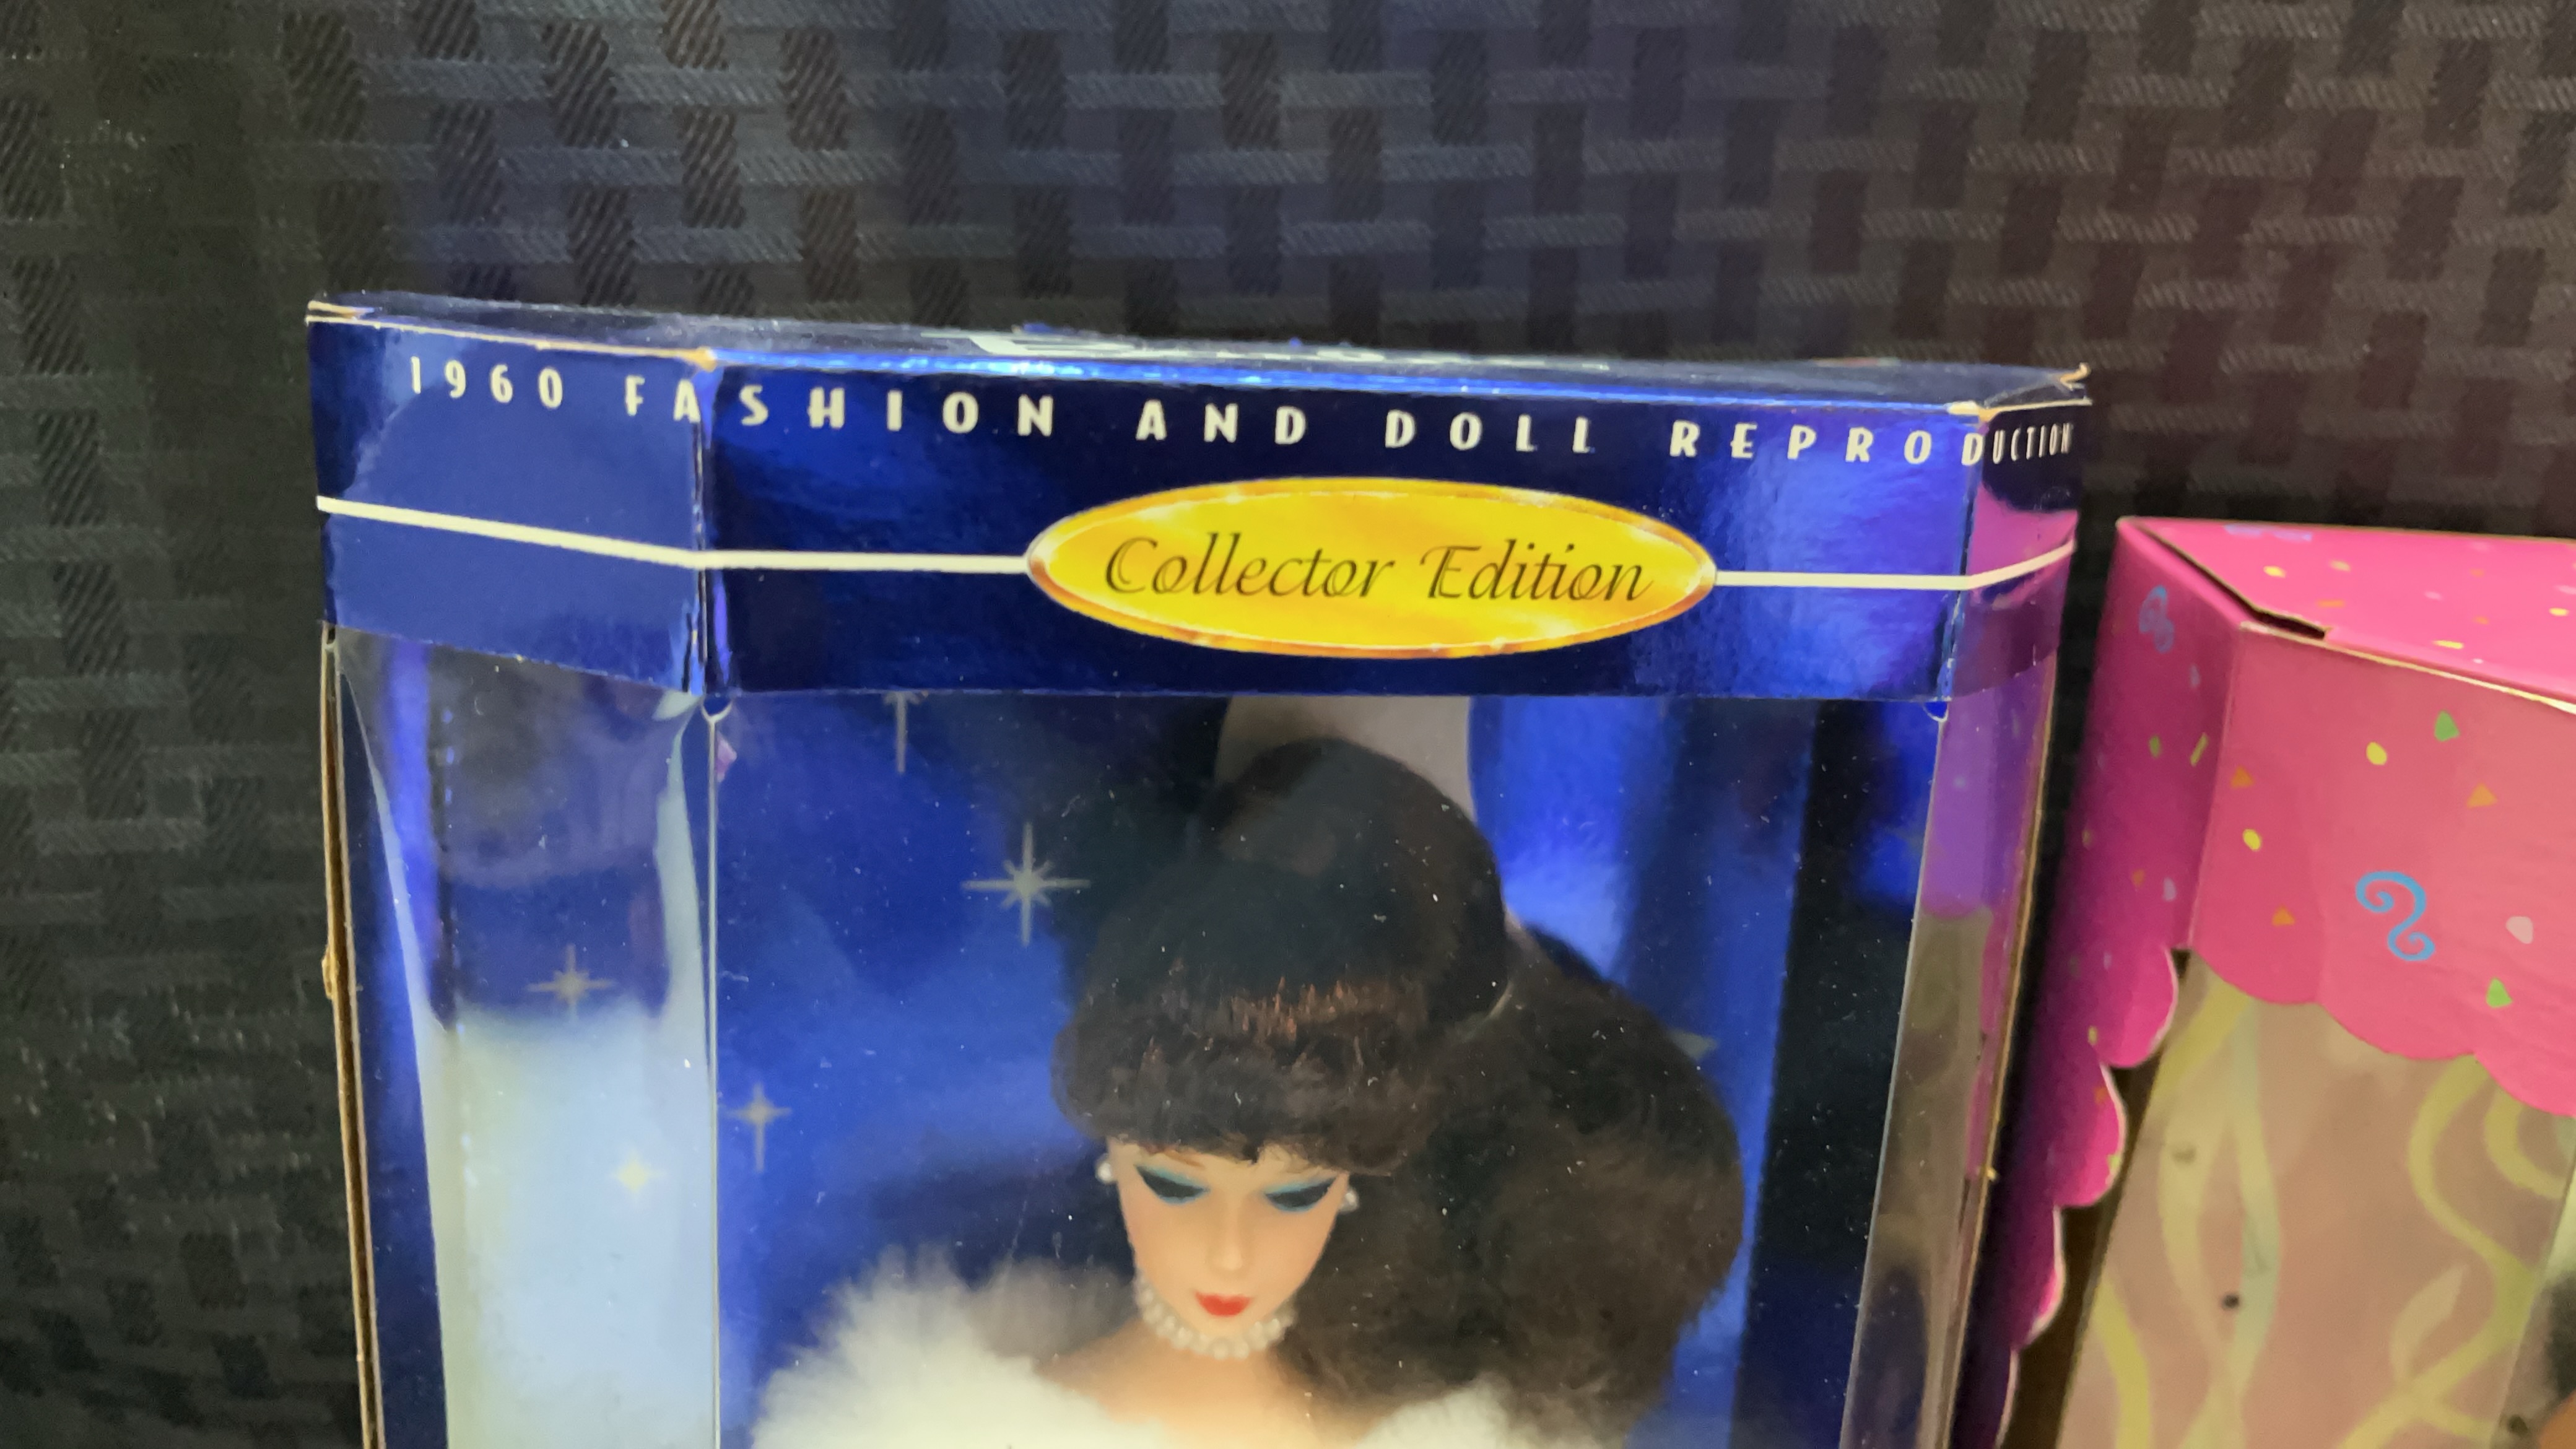 1960 FASHION AND DOLL REPRODUCTION
Collector Edition